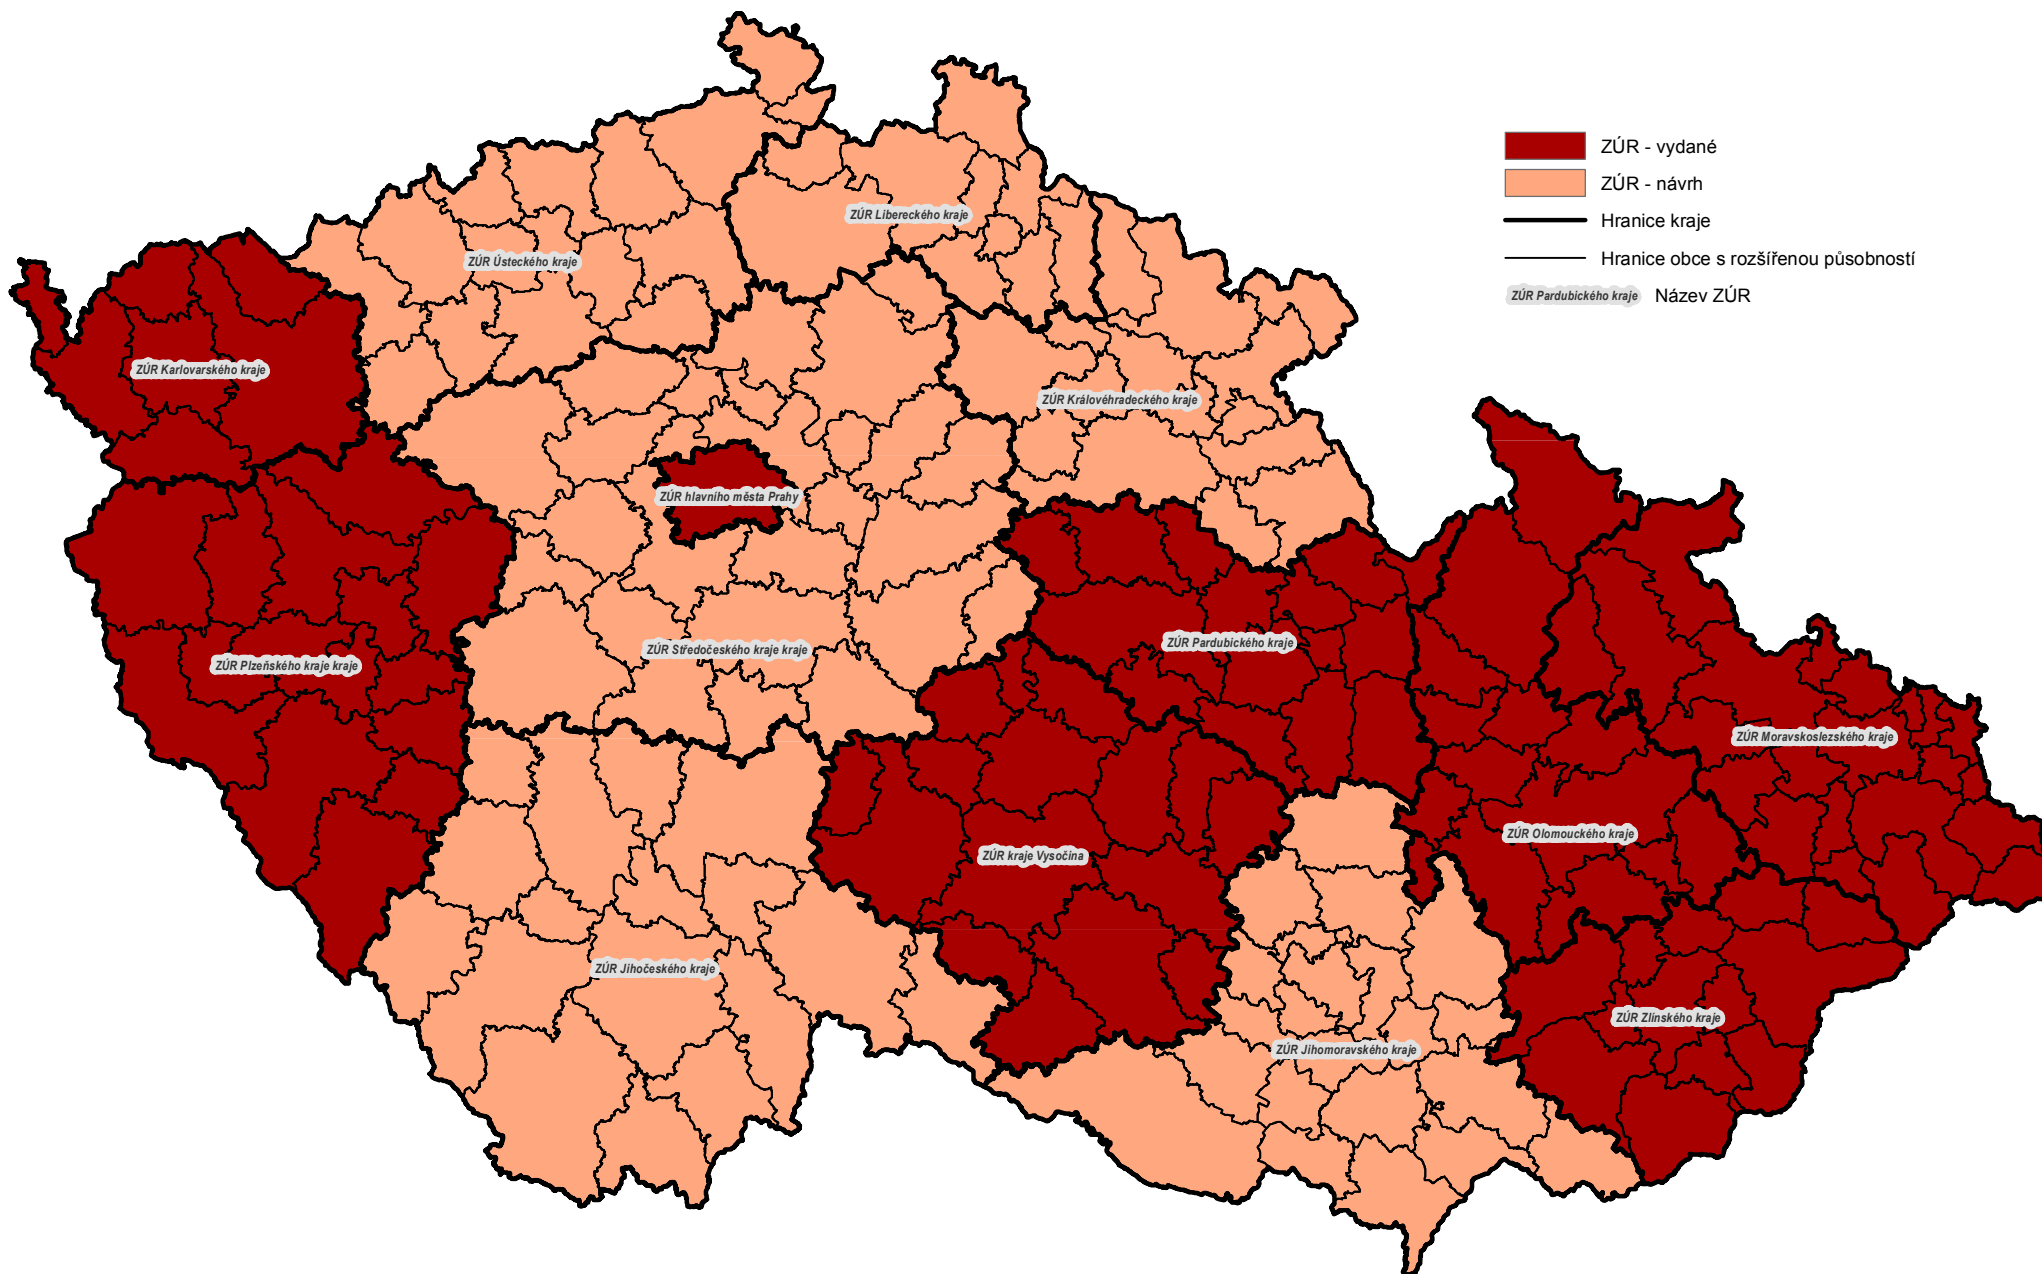 ZÚR - vydané
ZÚR - návrh
Hranice kraje
Hranice obce s rozšířenou působností
ZÚR Pardubického kraje Název ZÚR
ZÚR Libereckého kraje
ZÚR Ústeckého kraje
ZÚR Karlovarského kraje
ZÚR Královéhradeckého kraje
ZÚR hlavního města Prahy
ZÚR Pardubického kraje
ZÚR Středočeského kraje kraje
ZÚR Plzeňského kraje kraje
ZÚR Moravskoslezského kraje
ZÚR Olomouckého kraje
ZÚR kraje Vysočina
ZÚR Jihočeského kraje
ZÚR Zlínského kraje
ZÚR Jihomoravského kraje